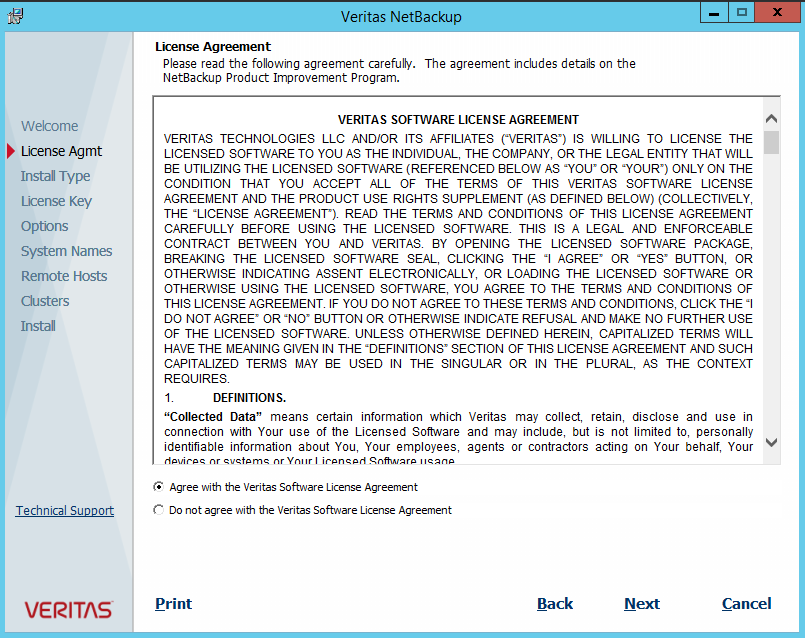 Veritas NetBackup
License Agreement
Please read the following agreement carefully. The agreement includes details on the
NetBackup Product Improvement Program.
Welcome
License Agmt
Install Type
License Key
Options
System Names
Remote Hosts
Clusters
Install
Technical Support
VERITAS
VERITAS SOFTWARE LICENSE AGREEMENT
VERITAS TECHNOLOGIES LLC AND/OR ITS AFFILIATES (“VERITAS”) IS WILLING TO LICENSE THE
LICENSED SOFTWARE TO YOU AS THE INDIVIDUAL, THE COMPANY, OR THE LEGAL ENTITY THAT WILL
BE UTILIZING THE LICENSED SOFTWARE (REFERENCED BELOW AS “YOU” OR “YOUR”) ONLY ON THE
CONDITION THAT YOU ACCEPT ALL OF THE TERMS OF THIS VERITAS SOFTWARE LICENSE
AGREEMENT AND THE PRODUCT USE RIGHTS SUPPLEMENT (AS DEFINED BELOW) (COLLECTIVELY,
THE “LICENSE AGREEMENT”). READ THE TERMS AND CONDITIONS OF THIS LICENSE AGREEMENT
CAREFULLY BEFORE USING THE LICENSED SOFTWARE. THIS IS A LEGAL AND ENFORCEABLE
CONTRACT BETWEEN YOU AND VERITAS. BY OPENING THE LICENSED SOFTWARE PACKAGE,
BREAKING THE LICENSED SOFTWARE SEAL, CLICKING THE “I AGREE” OR “YES” BUTTON, OR
OTHERWISE INDICATING ASSENT ELECTRONICALLY, OR LOADING THE LICENSED SOFTWARE OR
OTHERWISE USING THE LICENSED SOFTWARE, YOU AGREE TO THE TERMS AND CONDITIONS OF
THIS LICENSE AGREEMENT. IF YOU DO NOT AGREE TO THESE TERMS AND CONDITIONS, CLICK THE “I
DO NOT AGREE” OR “NO” BUTTON OR OTHERWISE INDICATE REFUSAL AND MAKE NO FURTHER USE
OF THE LICENSED SOFTWARE. UNLESS OTHERWISE DEFINED HEREIN, CAPITALIZED TERMS WILL
HAVE THE MEANING GIVEN IN THE “DEFINITIONS” SECTION OF THIS LICENSE AGREEMENT AND SUCH
CAPITALIZED TERMS MAY BE USED IN THE SINGULAR OR IN THE PLURAL, AS THE CONTEXT
REQUIRES.
1. DEFINITIONS.
“Collected Data” means certain information which Veritas may collect, retain, disclose and use in
connection with Your use of the Licensed Software and may include, but is not limited to, personally
identifiable information about You, Your employees, agents or contractors acting on Your behalf, Your
devices or systems or Your Licensed Software usage.
Agree with the Veritas Software License Agreement
Do not agree with the Veritas Software License Agreement
Print
Back
Next
Cancel